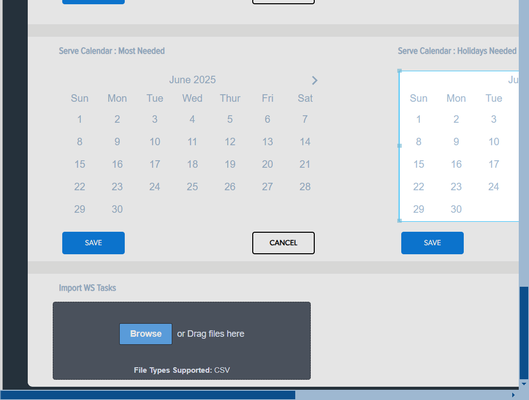 Serve Calendar : Most Needed
June 2025
Sun Mon Tue Wed Thur Fri Sat
1 2 3 4 5 6 7
8 9 10 11 12 13 14
15 16 17 18 19 20 21
22 23 24 25 26 27 28
29 30
SAVE CANCEL
Serve Calendar : Holidays Needed
Ju
Sun Mon Tue
1 2 3
8 9 10
15 16 17
22 23 24
29 30
SAVE
Import WS Tasks
Browse or Drag files here
File Types Supported: CSV